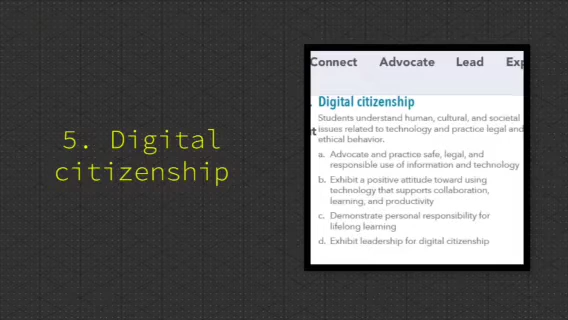 5. Digital
citizenship
Connect Advocate Lead Exp
Digital citizenship
Students understand human, cultural, and societal
issues related to technology and practice legal and
ethical behavior.
a. Advocate and practice safe, legal, and
responsible use of information and technology
b. Exhibit a positive attitude toward using
technology that supports collaboration,
learning, and productivity
c. Demonstrate personal responsibility for
lifelong learning
d. Exhibit leadership for digital citizenship